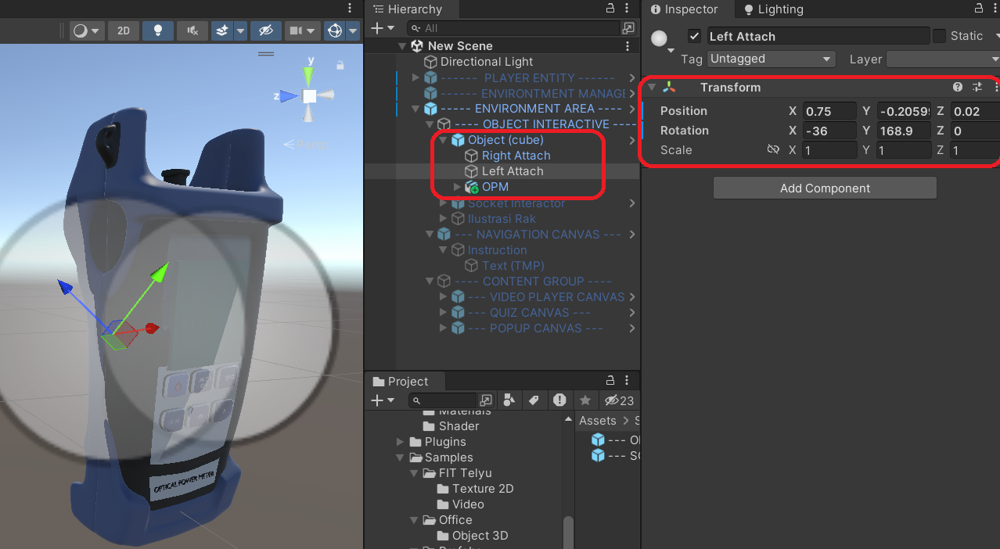 2D
y
z
Persp
OPTICAL POWER METER
Hierarchy
All
New Scene
Directional Light
------ PLAYER ENTITY ------
------ ENVIRONTMENT MANAGE
----- ENVIRONMENT AREA ----
---- OBJECT INTERACTIVE ----
Object (cube)
Right Attach
Left Attach
OPM
Socket Interactor
Ilustrasi Rak
--- NAVIGATION CANVAS ---
Instruction
Text (TMP)
---- CONTENT GROUP ----
--- VIDEO PLAYER CANVAS
--- QUIZ CANVAS ---
--- POPUP CANVAS ---
Project
23
Materials
Shader
Plugins
Samples
FIT Telyu
Texture 2D
Video
Office
Object 3D
Prefabs
Assets > S
--- O
--- SC
Inspector
Lighting
Left Attach
Static
Tag Untagged
Layer
Transform
Position X 0.75 Y -0.2059 Z 0.02
Rotation X -36 Y 168.9 Z 0
Scale X 1 Y 1 Z 1
Add Component